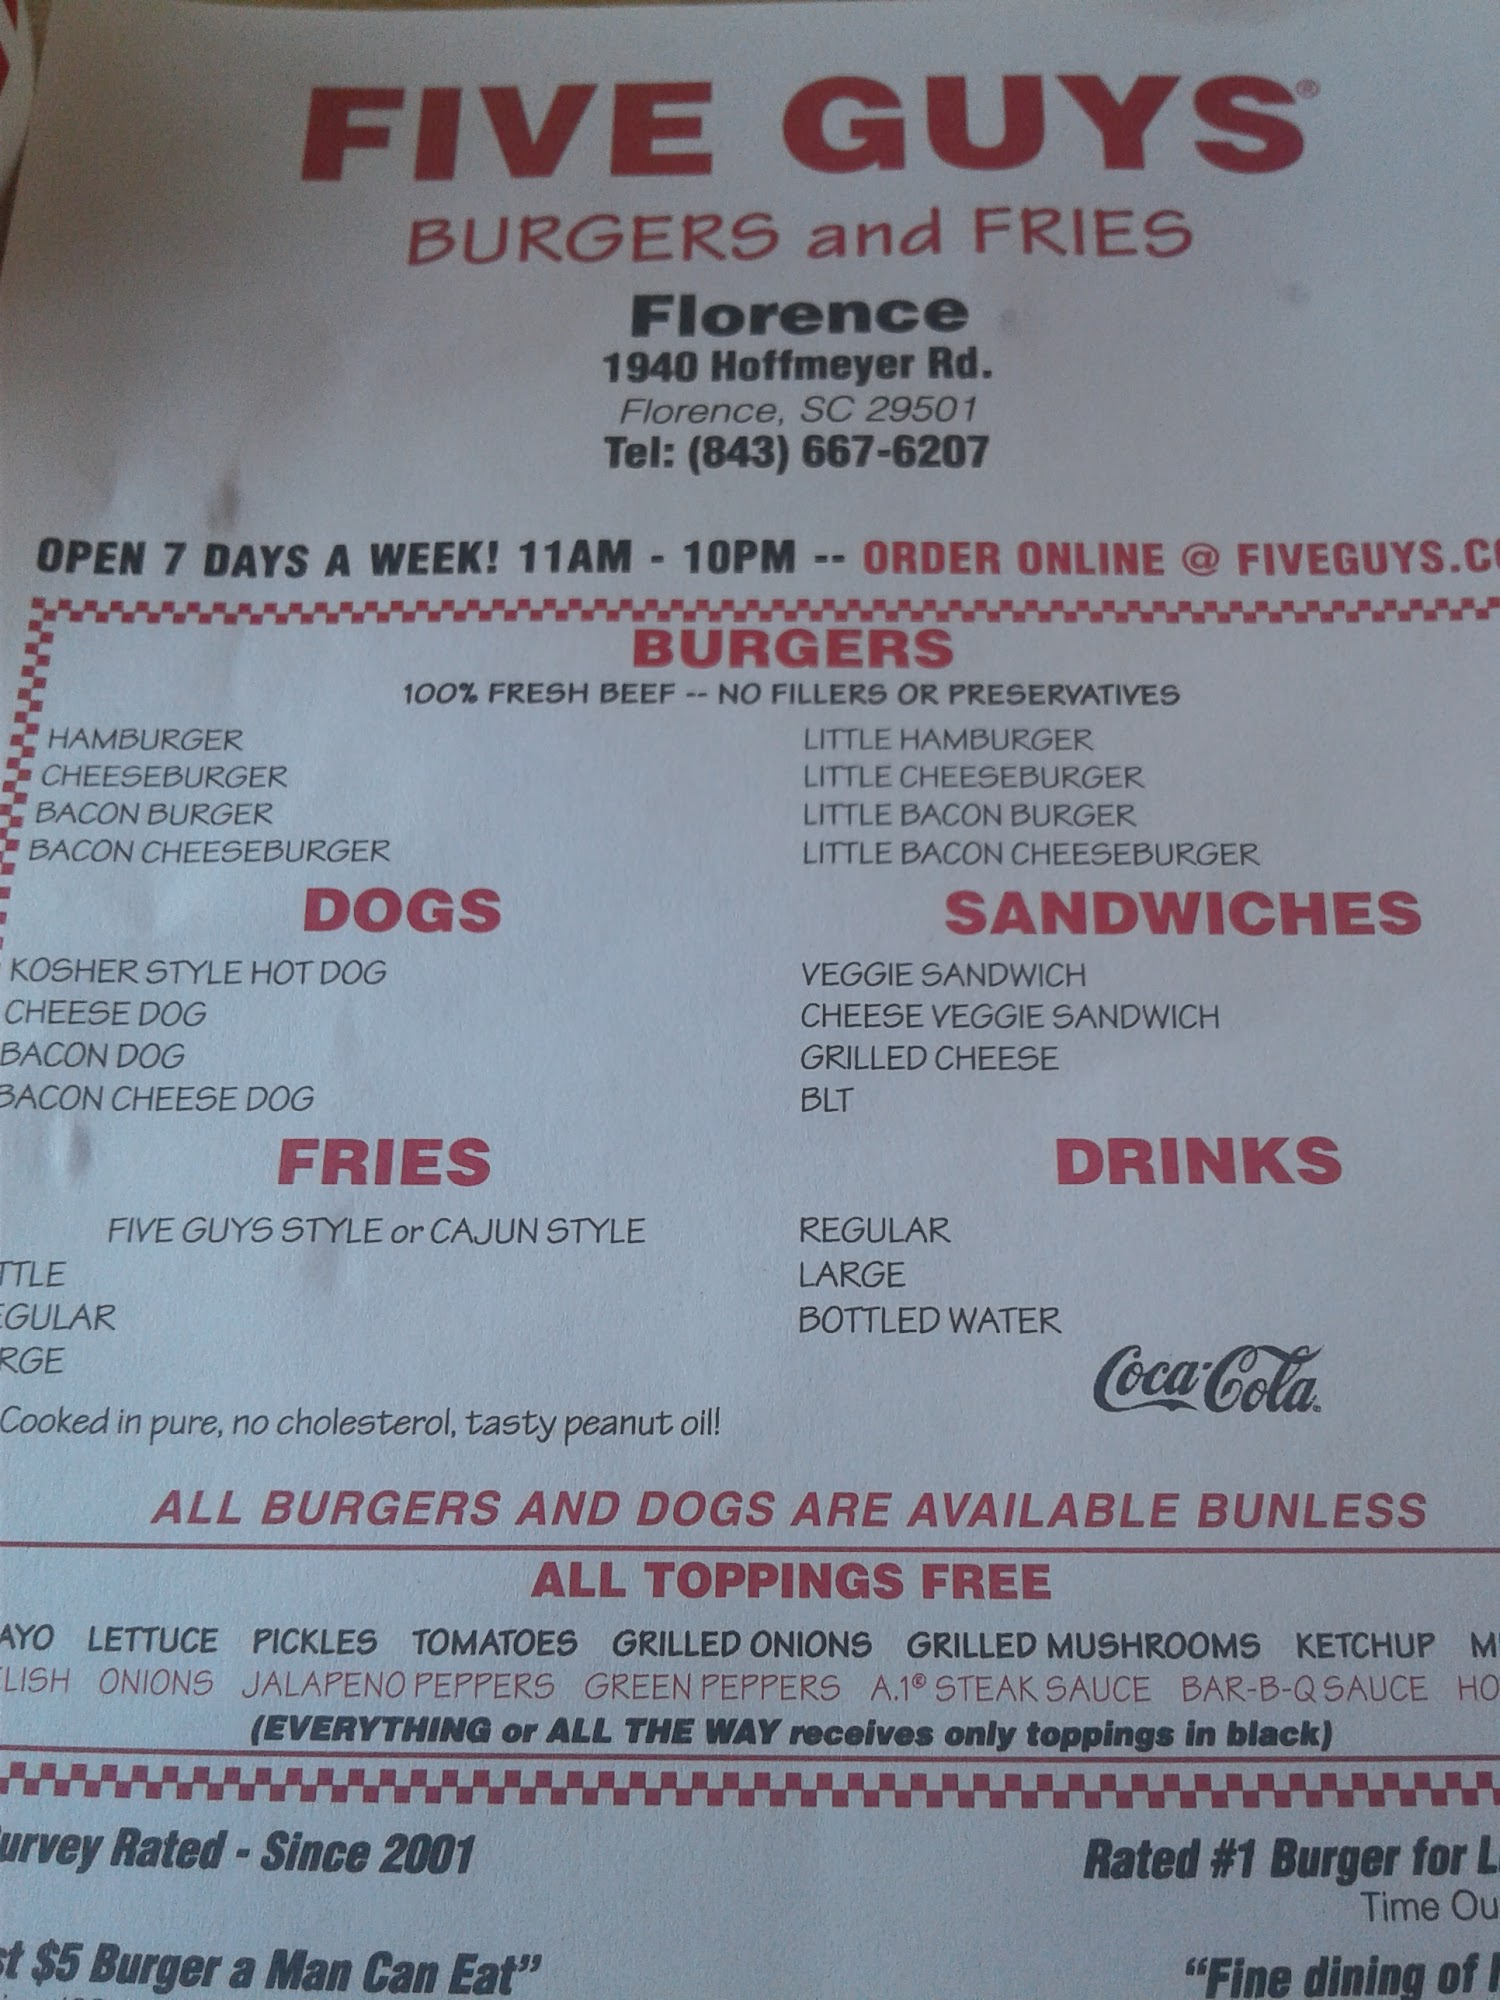 FIVE GUYS®
BURGERS and FRIES
Florence
1940 Hoffmeyer Rd.
Florence, SC 29501
Tel: (843) 667-6207
OPEN 7 DAYS A WEEK! 11AM - 10PM -- ORDER ONLINE @ FIVEGUYS.CO
BURGERS
100% FRESH BEEF -- NO FILLERS OR PRESERVATIVES
HAMBURGER
CHEESEBURGER
BACON BURGER
BACON CHEESEBURGER
LITTLE HAMBURGER
LITTLE CHEESEBURGER
LITTLE BACON BURGER
LITTLE BACON CHEESEBURGER
DOGS
KOSHER STYLE HOT DOG
CHEESE DOG
BACON DOG
BACON CHEESE DOG
SANDWICHES
VEGGIE SANDWICH
CHEESE VEGGIE SANDWICH
GRILLED CHEESE
BLT
FRIES
FIVE GUYS STYLE or CAJUN STYLE
TTLE
EGULAR
RGE
Cooked in pure, no cholesterol, tasty peanut oil!
DRINKS
REGULAR
LARGE
BOTTLED WATER
Coca-Cola
ALL BURGERS AND DOGS ARE AVAILABLE BUNLESS
ALL TOPPINGS FREE
AYO LETTUCE PICKLES TOMATOES GRILLED ONIONS GRILLED MUSHROOMS KETCHUP M
LISH ONIONS JALAPENO PEPPERS GREEN PEPPERS A.1® STEAK SAUCE BAR-B-Q SAUCE HO
(EVERYTHING or ALL THE WAY receives only toppings in black)
urvey Rated - Since 2001
Rated #1 Burger for L
Time Ou
st $5 Burger a Man Can Eat”
“Fine dining of